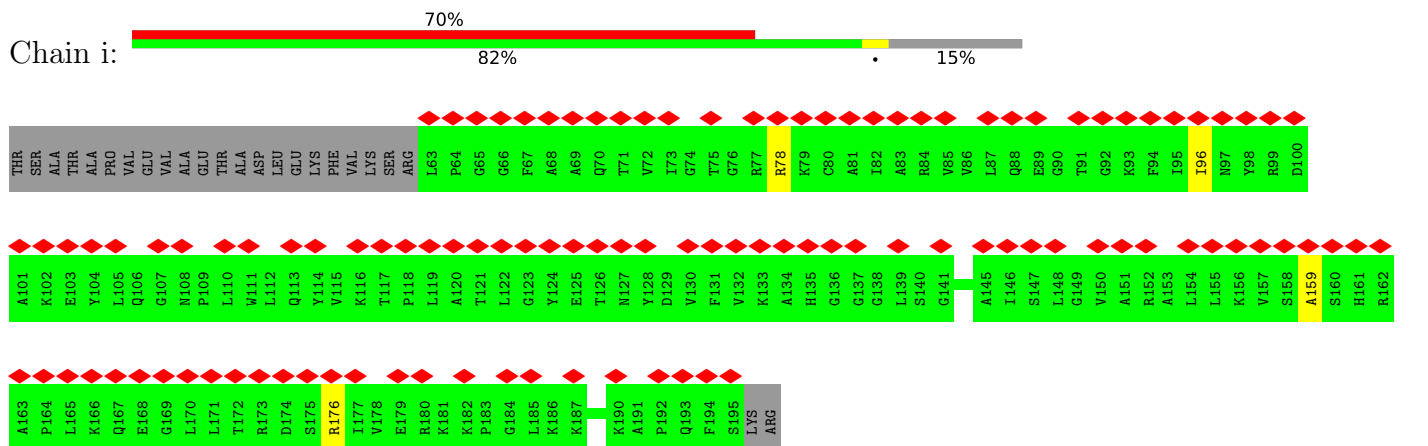 70%
Chain i:
82% • 15%
THR SER ALA THR ALA PRO VAL GLU VAL ALA GLU THR ALA ASP LEU GLU LYS PHE VAL LYS SER ARG L63 P64 G65 G66 F67 A68 A69 Q70 T71 V72 I73 G74 T75 G76 R77 R78 K79 C80 A81 I82 A83 R84 V85 V86 L87 Q88 E89 G90 T91 G92 K93 F94 I95 I96 N97 Y98 R99 D100
A101 K102 E103 Y104 L105 Q106 G107 N108 P109 L110 W111 L112 Q113 Y114 V115 K116 T117 P118 L119 A120 T121 L122 G123 Y124 E125 T126 N127 Y128 D129 V130 F131 V132 K133 A134 H135 G136 G137 G138 L139 S140 G141 A145 I146 S147 L148 G149 V150 A151 R152 A153 L154 L155 K156 V157 S158 A159 S160 H161 R162
A163 P164 L165 K166 Q167 E168 G169 L170 L171 T172 R173 D174 S175 R176 I177 V178 E179 R180 K181 K182 P183 G184 L185 K186 K187 K190 A191 P192 Q193 F194 S195 LYS ARG